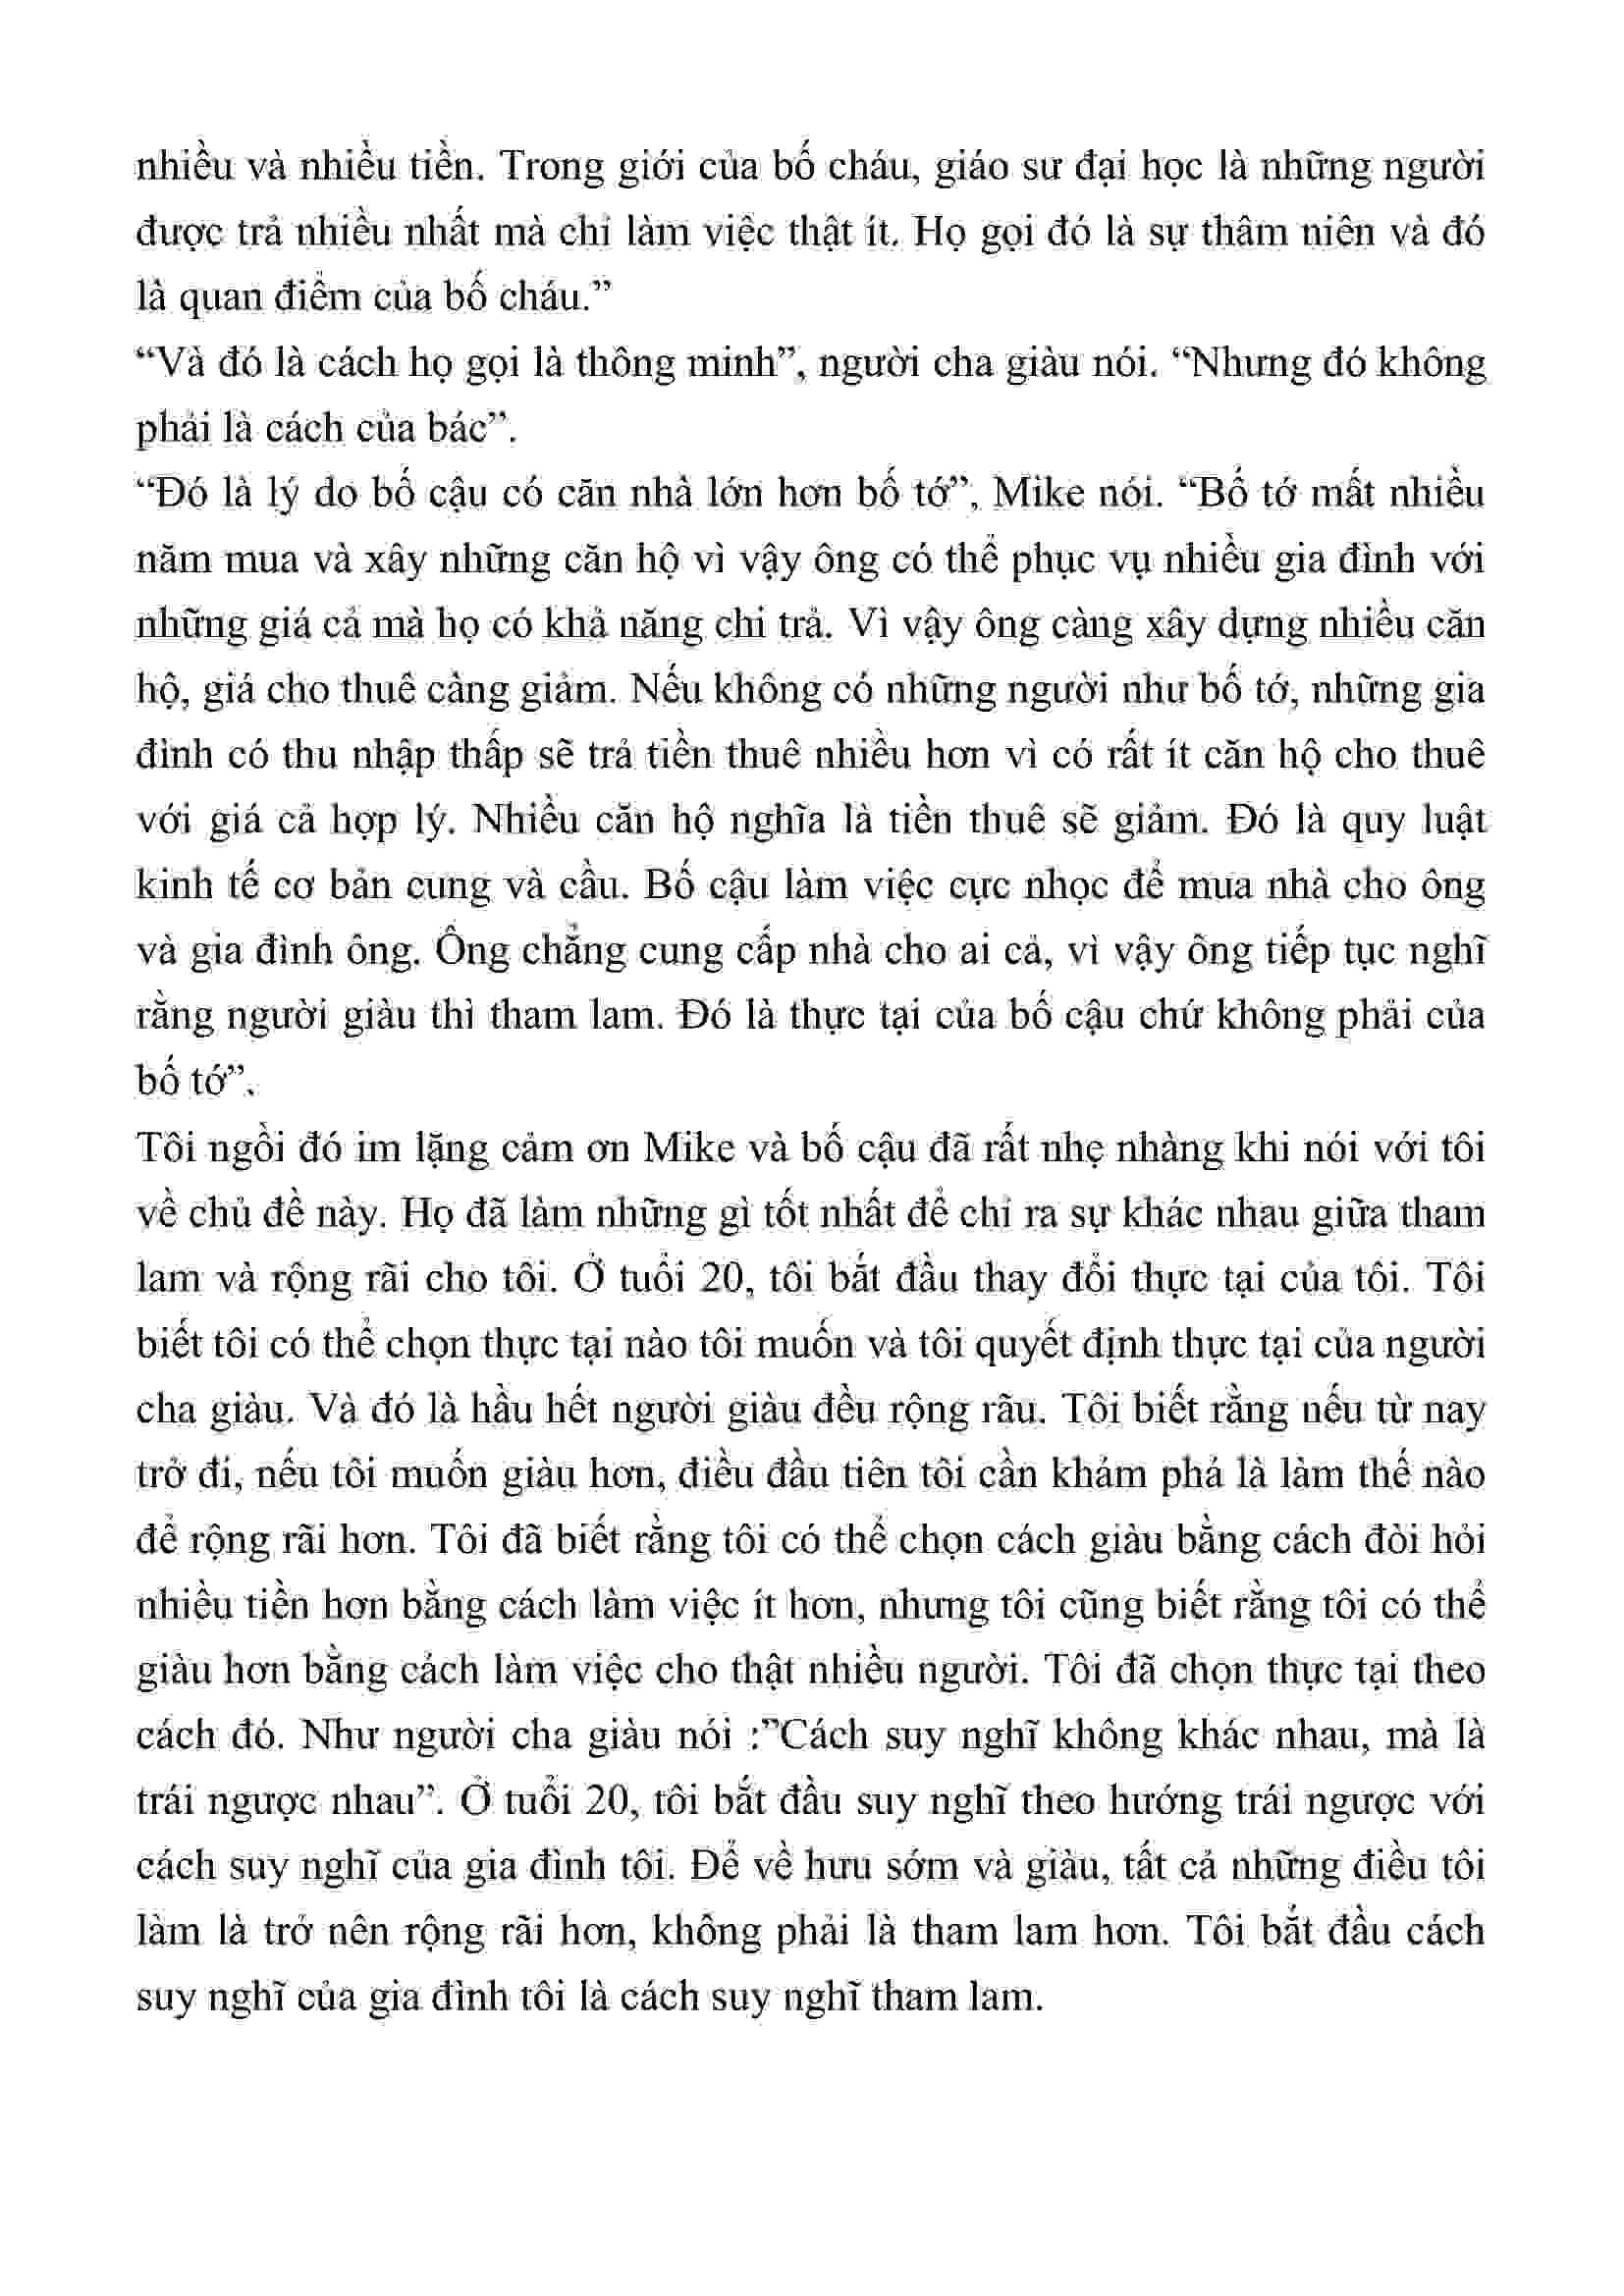 nhiều và nhiều tiền. Trong giới của bố cháu, giáo sư đại học là những người
được trả nhiều nhất mà chỉ làm việc thật ít. Họ gọi đó là sự thâm niên và đó
là quan điểm của bố cháu.”
“Và đó là cách họ gọi là thông minh”, người cha giàu nói. “Nhưng đó không
phải là cách của bác”.
“Đó là lý do bố cậu có căn nhà lớn hơn bố tớ”, Mike nói. “Bố tớ mất nhiều
năm mua và xây những căn hộ vì vậy ông có thể phục vụ nhiều gia đình với
những giá cả mà họ có khả năng chi trả. Vì vậy ông càng xây dựng nhiều căn
hộ, giá cho thuê càng giảm. Nếu không có những người như bố tớ, những gia
đình có thu nhập thấp sẽ trả tiền thuê nhiều hơn vì có rất ít căn hộ cho thuê
với giá cả hợp lý. Nhiều căn hộ nghĩa là tiền thuê sẽ giảm. Đó là quy luật
kinh tế cơ bản cung và cầu. Bố cậu làm việc cực nhọc để mua nhà cho ông
và gia đình ông. Ông chẳng cung cấp nhà cho ai cả, vì vậy ông tiếp tục nghĩ
rằng người giàu thì tham lam. Đó là thực tại của bố cậu chứ không phải của
bố tớ”.
Tôi ngồi đó im lặng cảm ơn Mike và bố cậu đã rất nhẹ nhàng khi nói với tôi
về chủ đề này. Họ đã làm những gì tốt nhất để chỉ ra sự khác nhau giữa tham
lam và rộng rãi cho tôi. Ở tuổi 20, tôi bắt đầu thay đổi thực tại của tôi. Tôi
biết tôi có thể chọn thực tại nào tôi muốn và tôi quyết định thực tại của người
cha giàu. Và đó là hầu hết người giàu đều rộng rãu. Tôi biết rằng nếu từ nay
trở đi, nếu tôi muốn giàu hơn, điều đầu tiên tôi cần khám phá là làm thế nào
để rộng rãi hơn. Tôi đã biết rằng tôi có thể chọn cách giàu bằng cách đòi hỏi
nhiều tiền hơn bằng cách làm việc ít hơn, nhưng tôi cũng biết rằng tôi có thể
giàu hơn bằng cách làm việc cho thật nhiều người. Tôi đã chọn thực tại theo
cách đó. Như người cha giàu nói :”Cách suy nghĩ không khác nhau, mà là
trái ngược nhau”. Ở tuổi 20, tôi bắt đầu suy nghĩ theo hướng trái ngược với
cách suy nghĩ của gia đình tôi. Để về hưu sớm và giàu, tất cả những điều tôi
làm là trở nên rộng rãi hơn, không phải là tham lam hơn. Tôi bắt đầu cách
suy nghĩ của gia đình tôi là cách suy nghĩ tham lam.